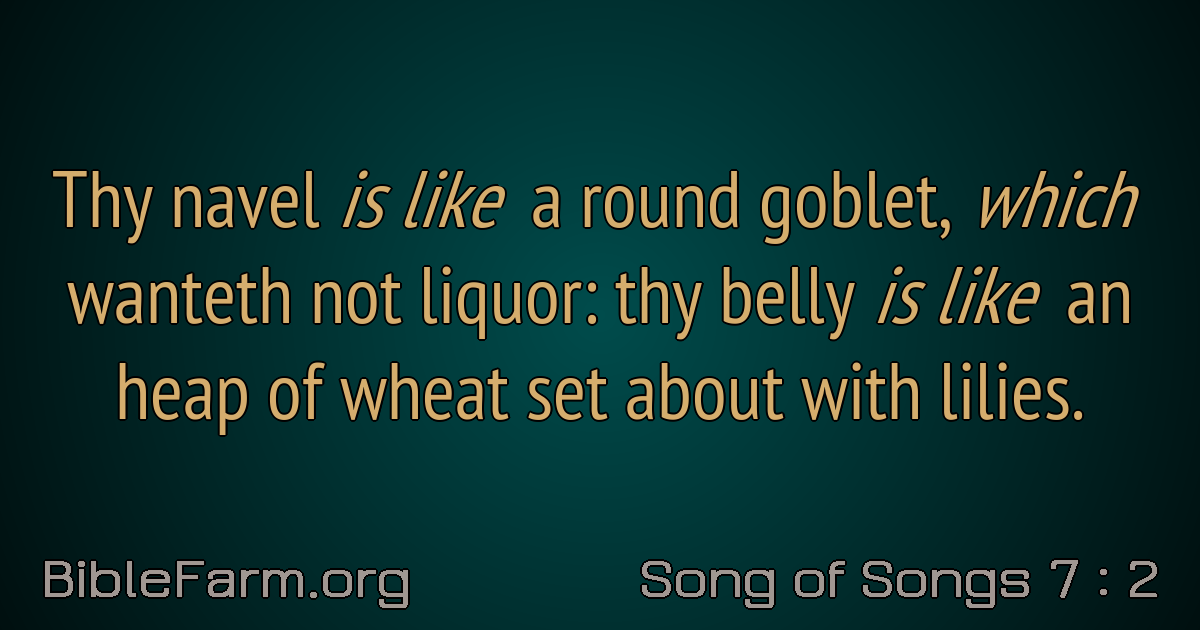 Thy navel is like a round goblet, which
wanteth not liquor: thy belly is like an
heap of wheat set about with lilies.
BibleFarm.org
Song of Songs 7 : 2